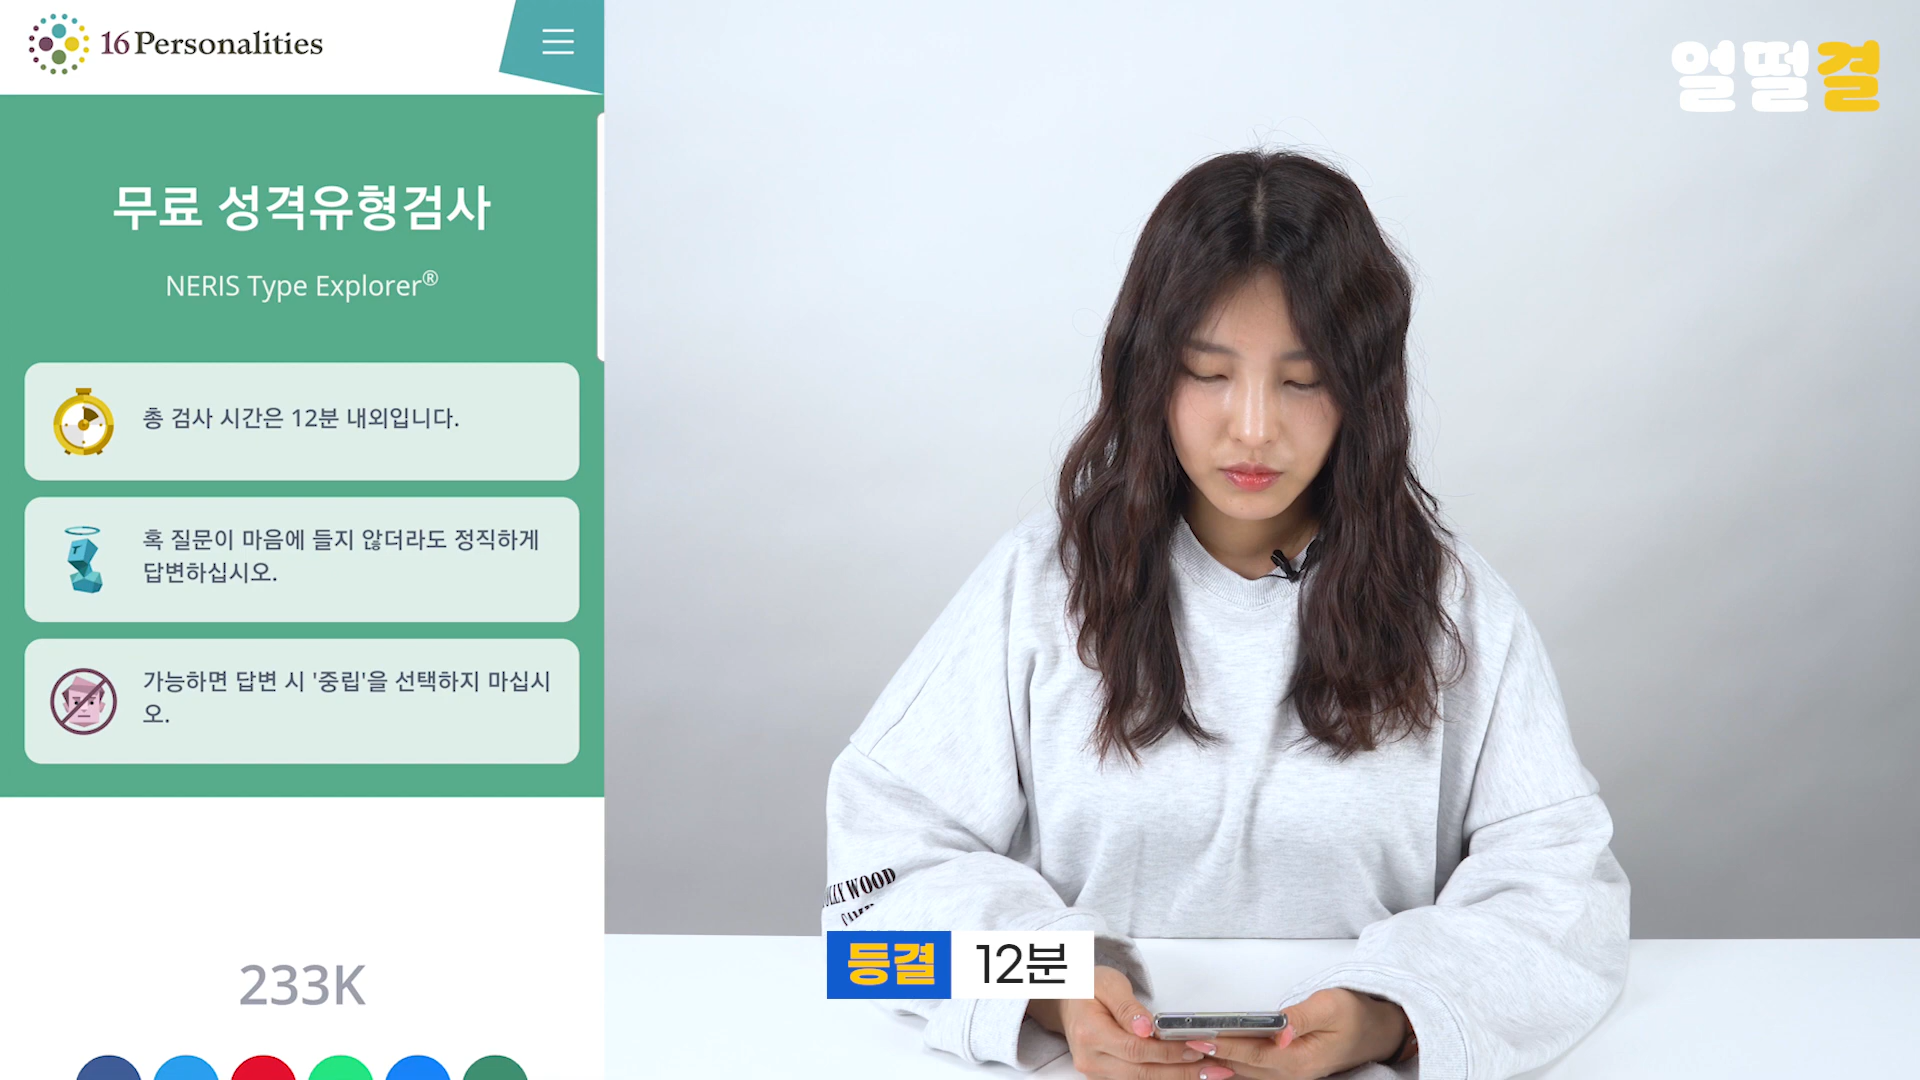 16Personalities
무료 성격유형검사
NERIS Type Explorer®
총 검사 시간은 12분 내외입니다.
혹 질문이 마음에 들지 않더라도 정직하게
답변하십시오.
가능하면 답변 시 '중립'을 선택하지 마십시
오.
233K
얼떨결
OLLYWOOD
등결 12분